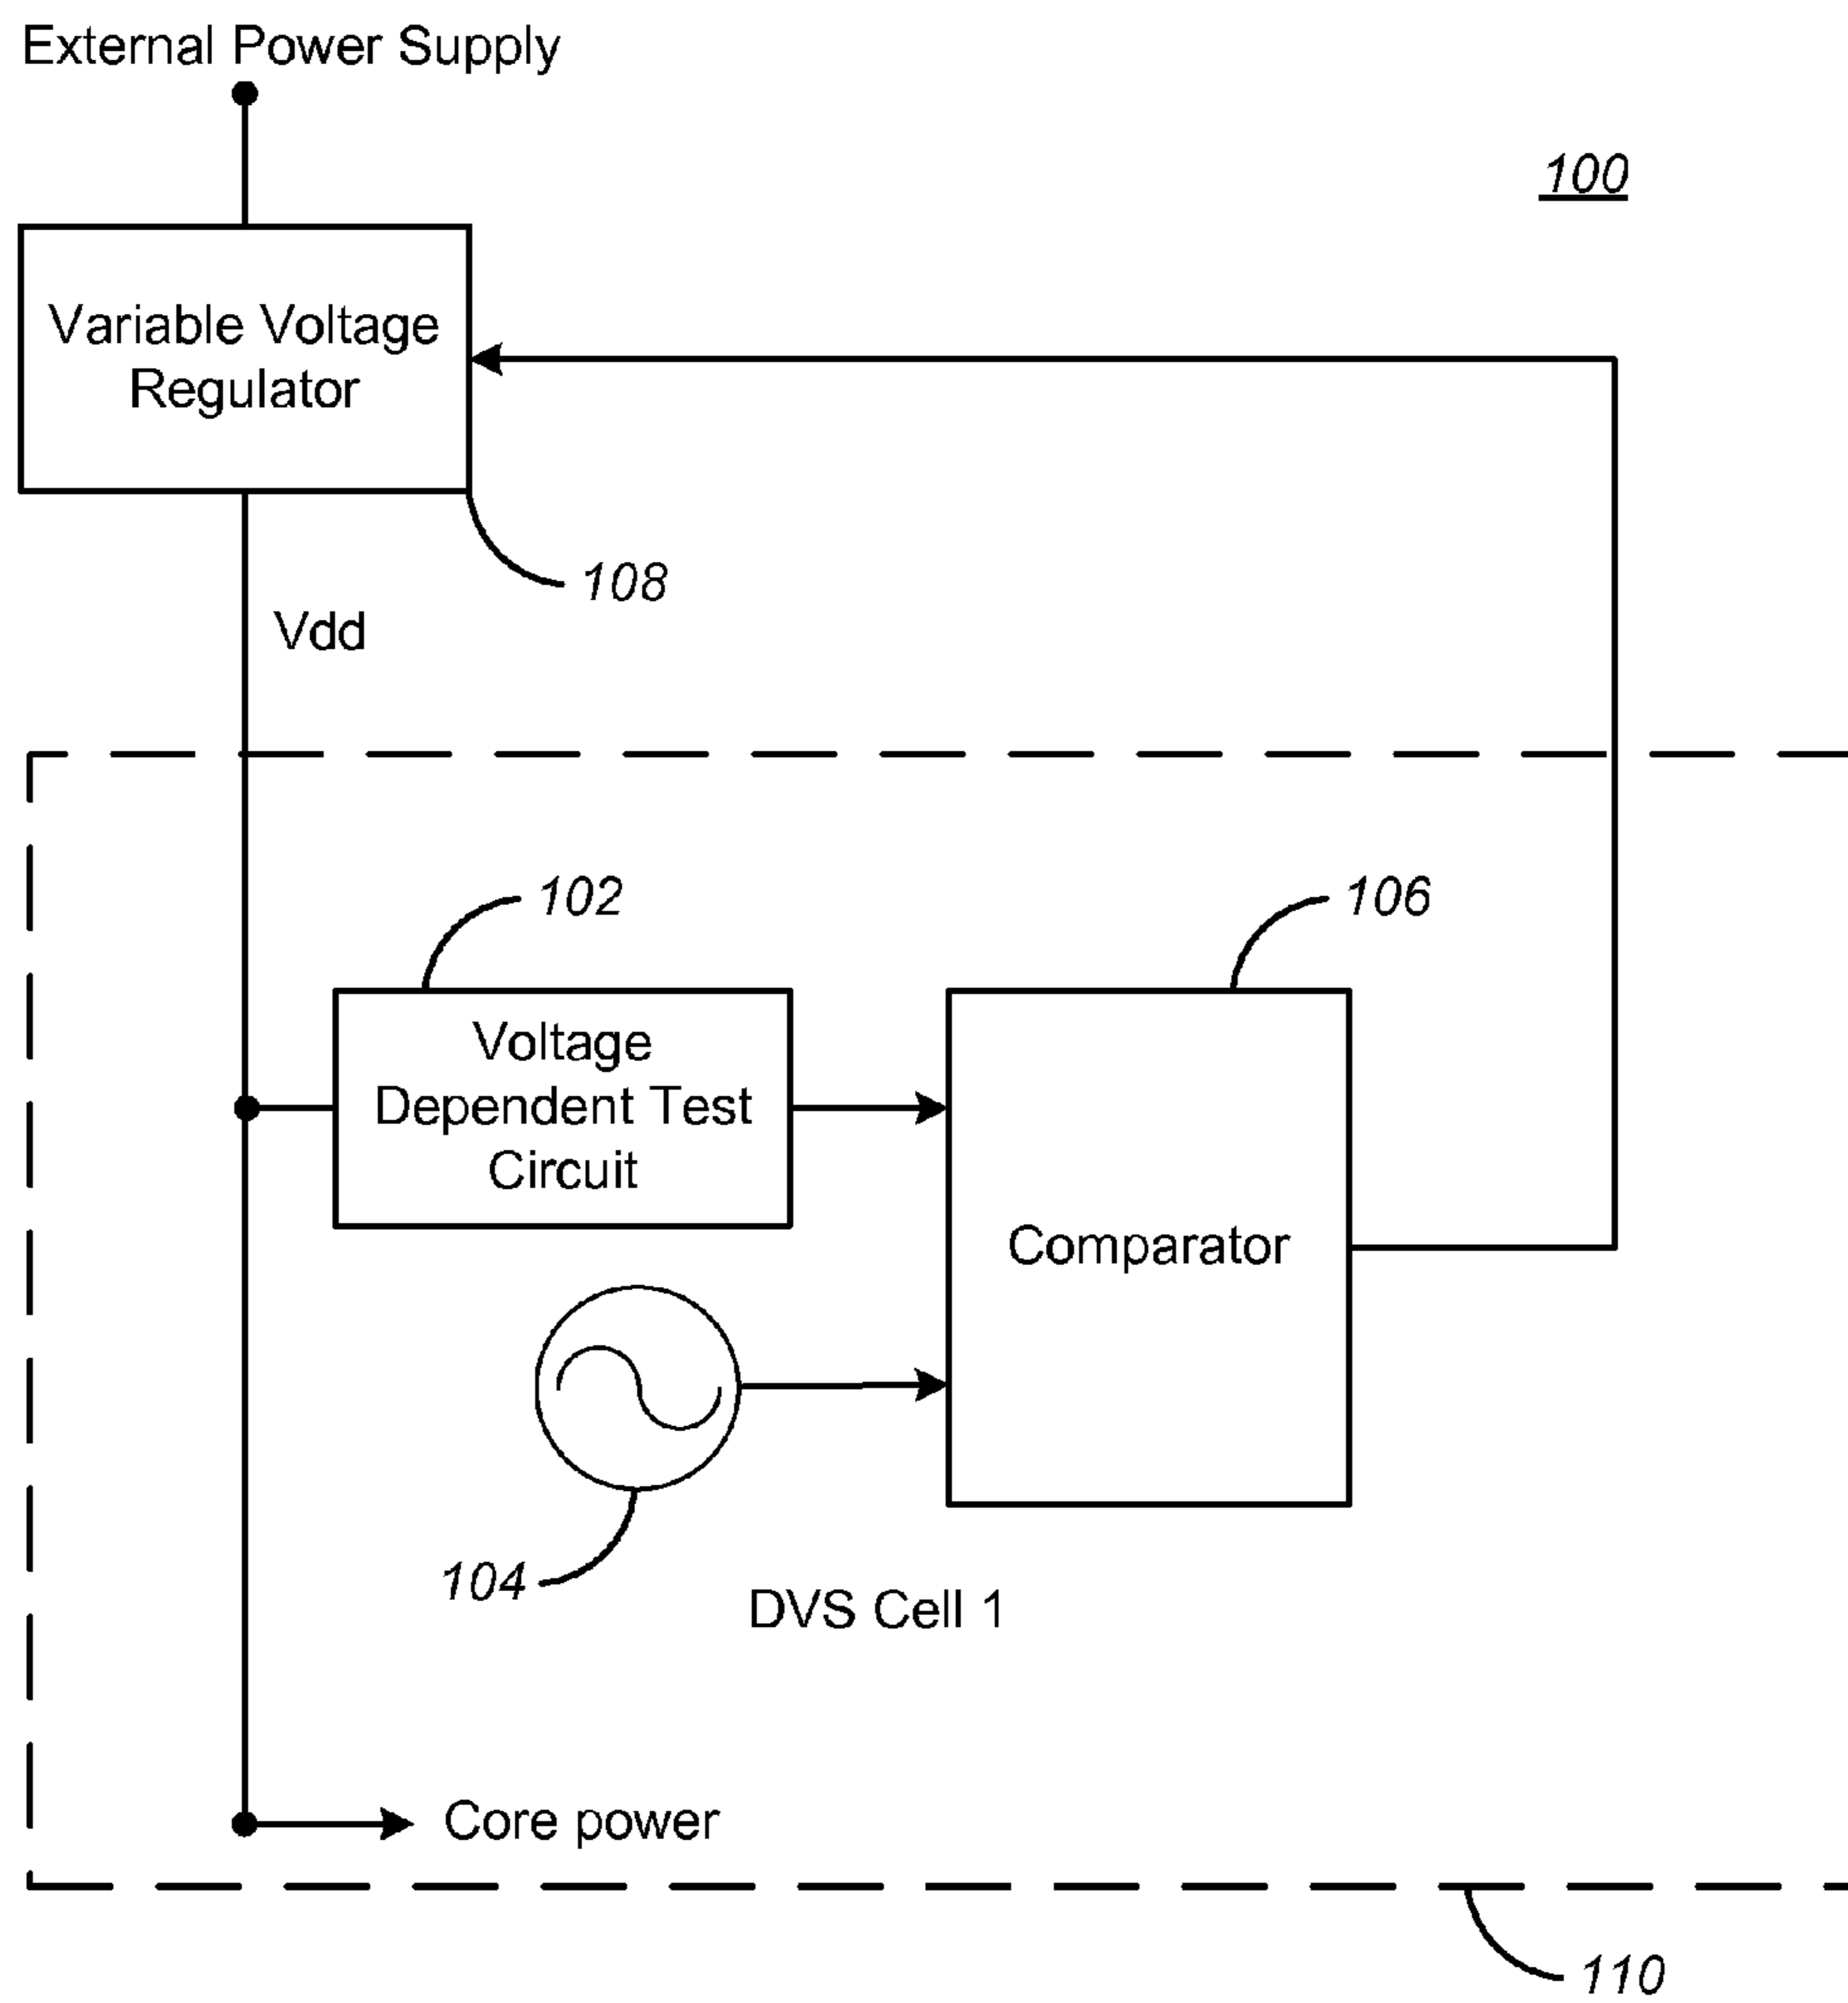 External Power Supply
100
Variable Voltage
Regulator
108
Vdd
102
106
Voltage
Dependent Test
Circuit
Comparator
104
DVS Cell 1
Core power
110